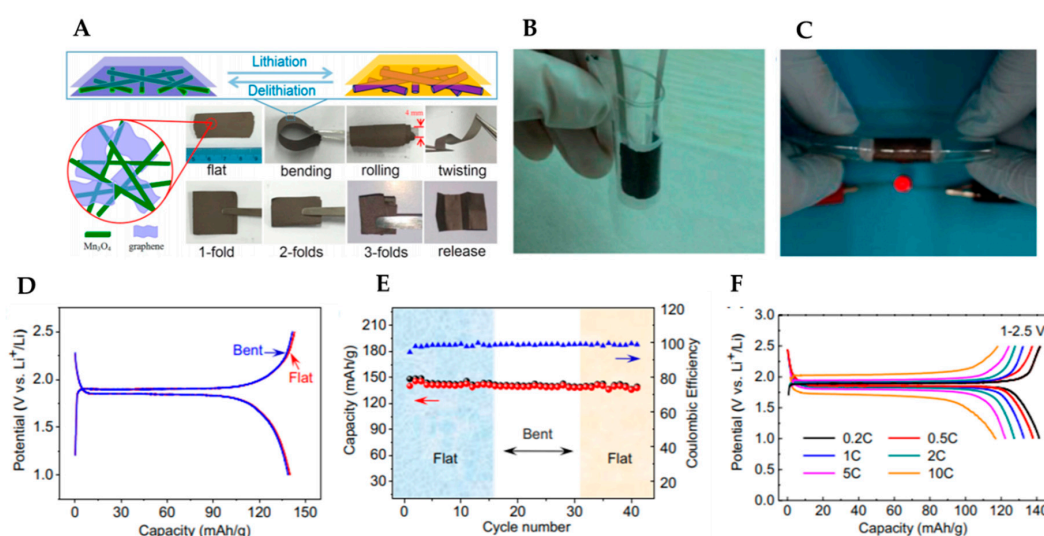 A
Lithiation
Delithiation
4 mm
flat
bending
rolling
twisting
Mn₃O₄
graphene
1-fold
2-folds
3-folds
release
B
C
D
Potential (V vs. Li⁺/Li)
2.5
2.0
1.5
1.0
Bent
Flat
0 30 60 90 120 150
Capacity (mAh/g)
E
Capacity (mAh/g)
210
180
150
120
90
60
30
Flat
Bent
Flat
120
100
80
60
40
20
Coulombic Efficiency
0 10 20 30 40
Cycle number
F
Potential (V vs. Li⁺/Li)
3.0
2.5
2.0
1.5
1.0
0.5
0.0
1-2.5 V
0.2C 0.5C
1C 2C
5C 10C
0 20 40 60 80 100 120 140
Capacity (mAh/g)